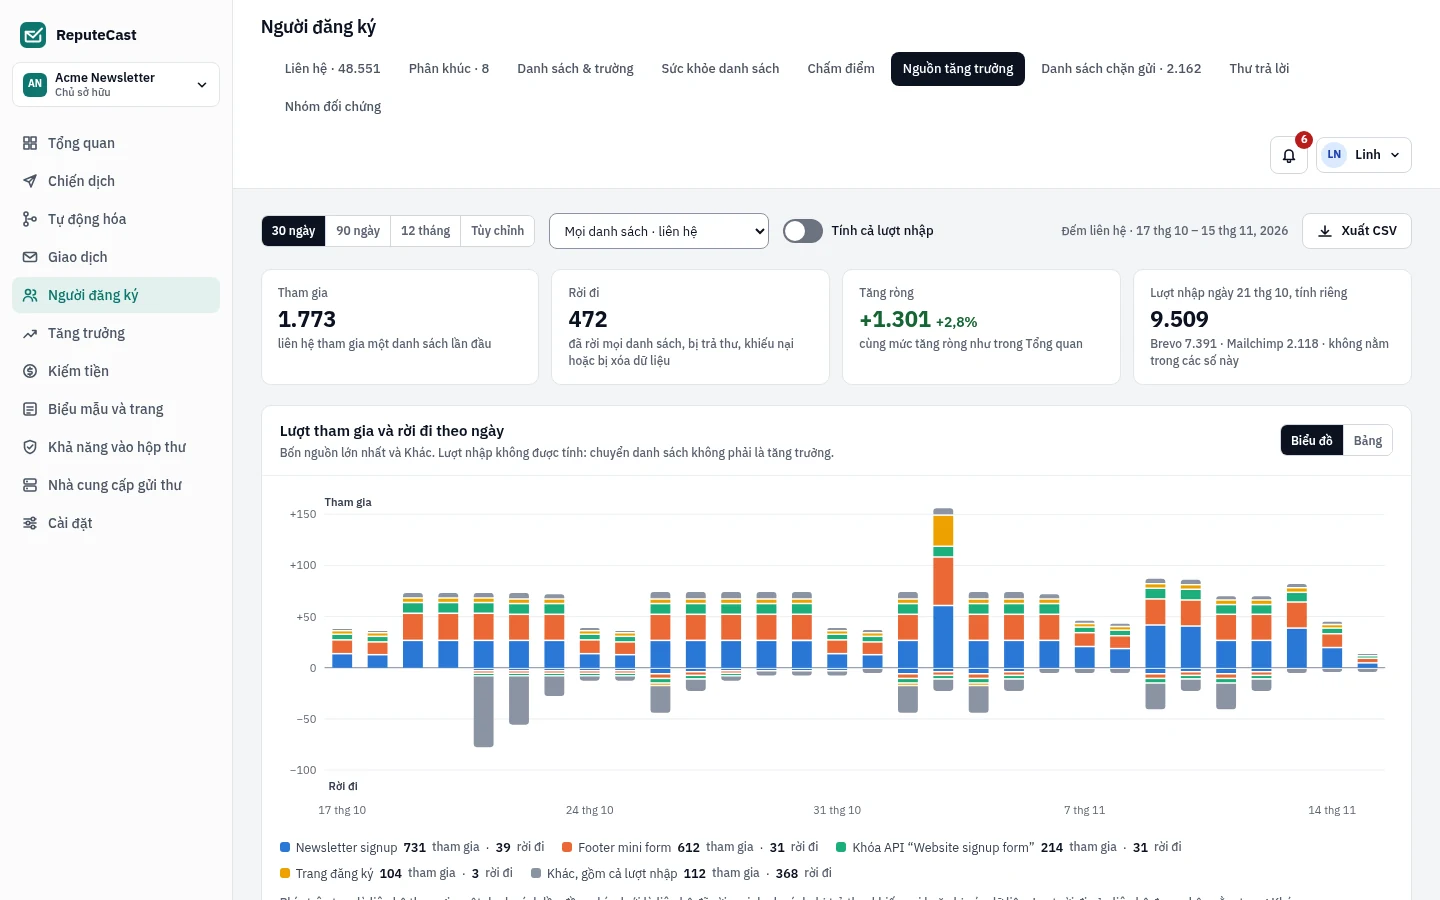 ReputeCast
AN
Acme Newsletter
Chủ sở hữu
Tổng quan
Chiến dịch
Tự động hóa
Giao dịch
Người đăng ký
Tăng trưởng
Kiếm tiền
Biểu mẫu và trang
Khả năng vào hộp thư
Nhà cung cấp gửi thư
Cài đặt
Người đăng ký
Liên hệ · 48.551
Phân khúc · 8
Danh sách & trường
Sức khỏe danh sách
Chấm điểm
Nguồn tăng trưởng
Danh sách chặn gửi · 2.162
Thư trả lời
Nhóm đối chứng
6
LN
Linh
30 ngày
90 ngày
12 tháng
Tùy chỉnh
Mọi danh sách · liên hệ
Tính cả lượt nhập
Đếm liên hệ · 17 thg 10 – 15 thg 11, 2026
Xuất CSV
Tham gia
1.773
liên hệ tham gia một danh sách lần đầu
Rời đi
472
đã rời mọi danh sách, bị trả thư, khiếu nại
hoặc bị xóa dữ liệu
Tăng ròng
+1.301 +2,8%
cùng mức tăng ròng như trong Tổng quan
Lượt nhập ngày 21 thg 10, tính riêng
9.509
Brevo 7.391 · Mailchimp 2.118 · không nằm
trong các số này
Lượt tham gia và rời đi theo ngày
Bốn nguồn lớn nhất và Khác. Lượt nhập không được tính: chuyển danh sách không phải là tăng trưởng.
Biểu đồ
Bảng
Tham gia
+150
+100
+50
0
−50
−100
Rời đi
17 thg 10
24 thg 10
31 thg 10
7 thg 11
14 thg 11
Newsletter signup 731 tham gia · 39 rời đi
Footer mini form 612 tham gia · 31 rời đi
Khóa API “Website signup form” 214 tham gia · 31 rời đi
Trang đăng ký 104 tham gia · 3 rời đi
Khác, gồm cả lượt nhập 112 tham gia · 368 rời đi